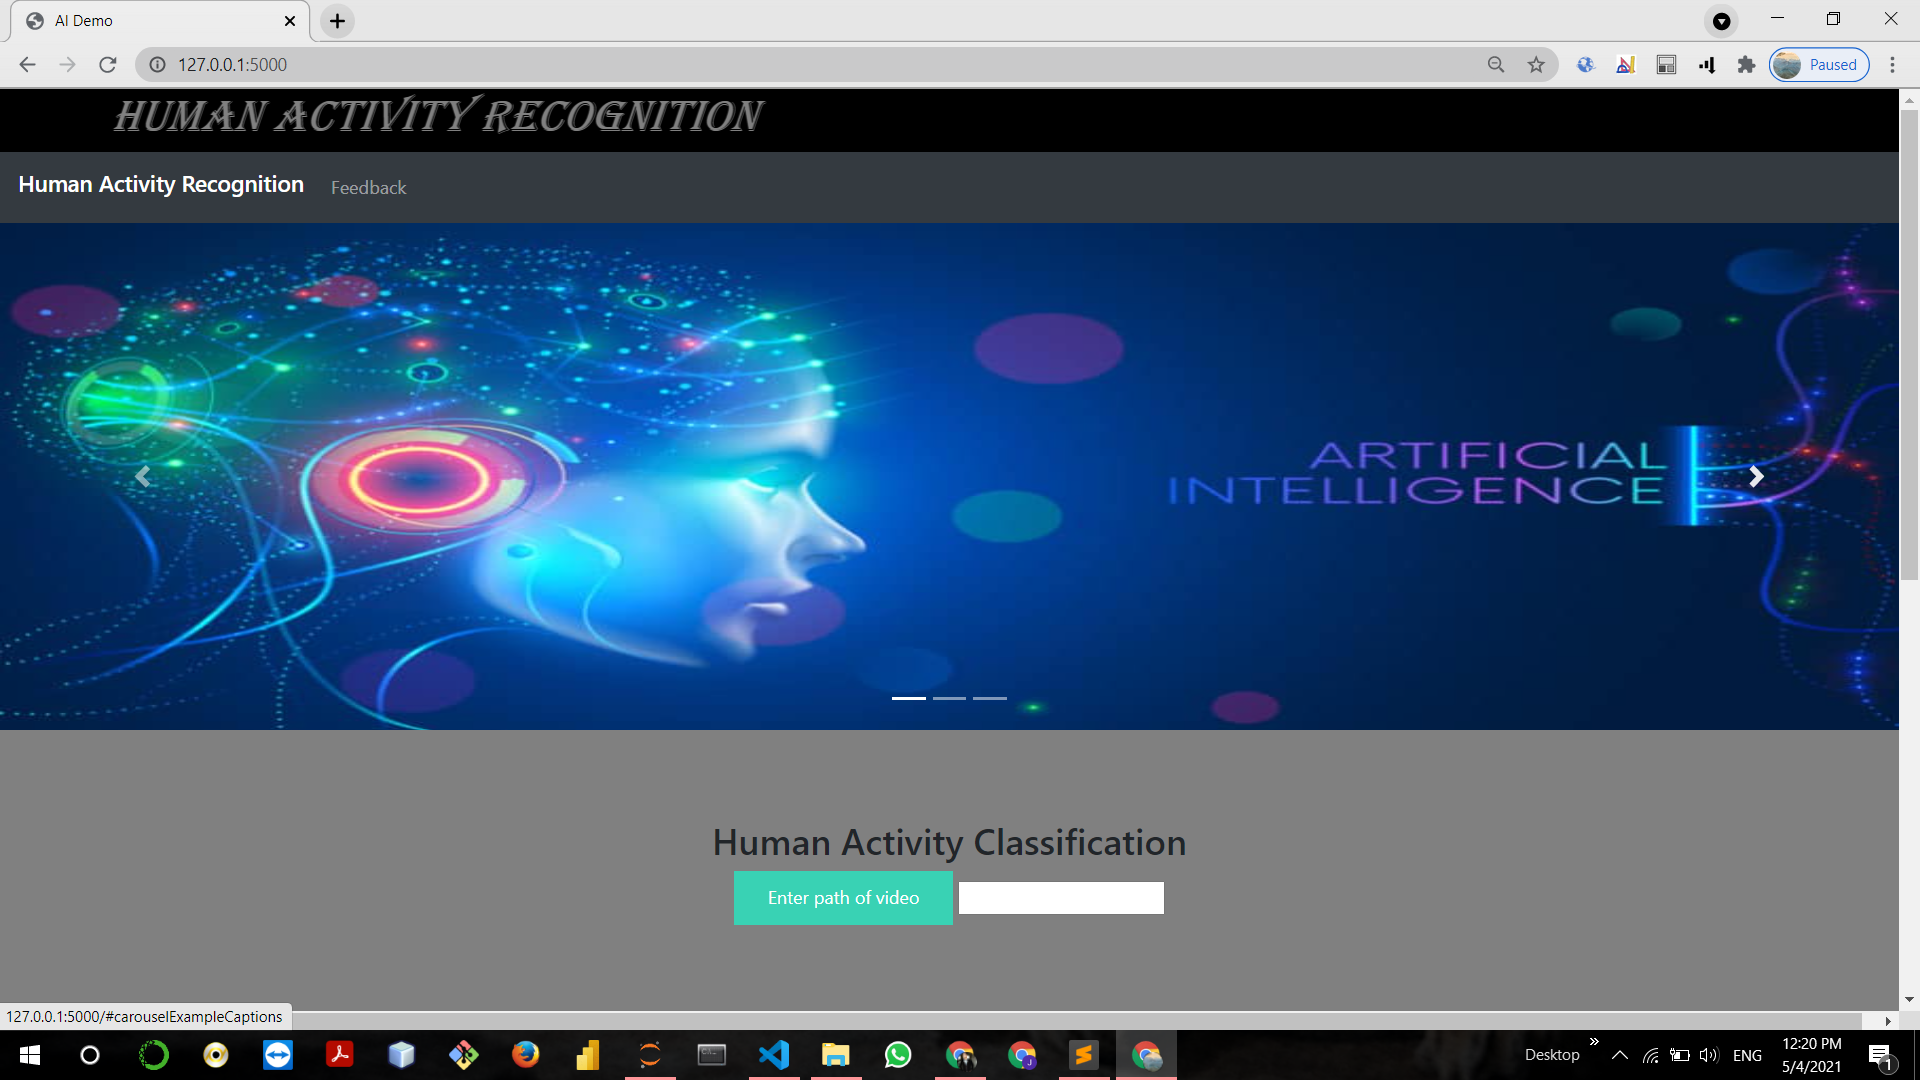 AI Demo
127.0.0.1:5000
Paused
HUMAN ACTIVITY RECOGNITION
Human Activity Recognition
Feedback
ARTIFICIAL
INTELLIGENCE
Human Activity Classification
Enter path of video
127.0.0.1:5000/#carouselExampleCaptions
Desktop
ENG
12:20 PM
5/4/2021
1